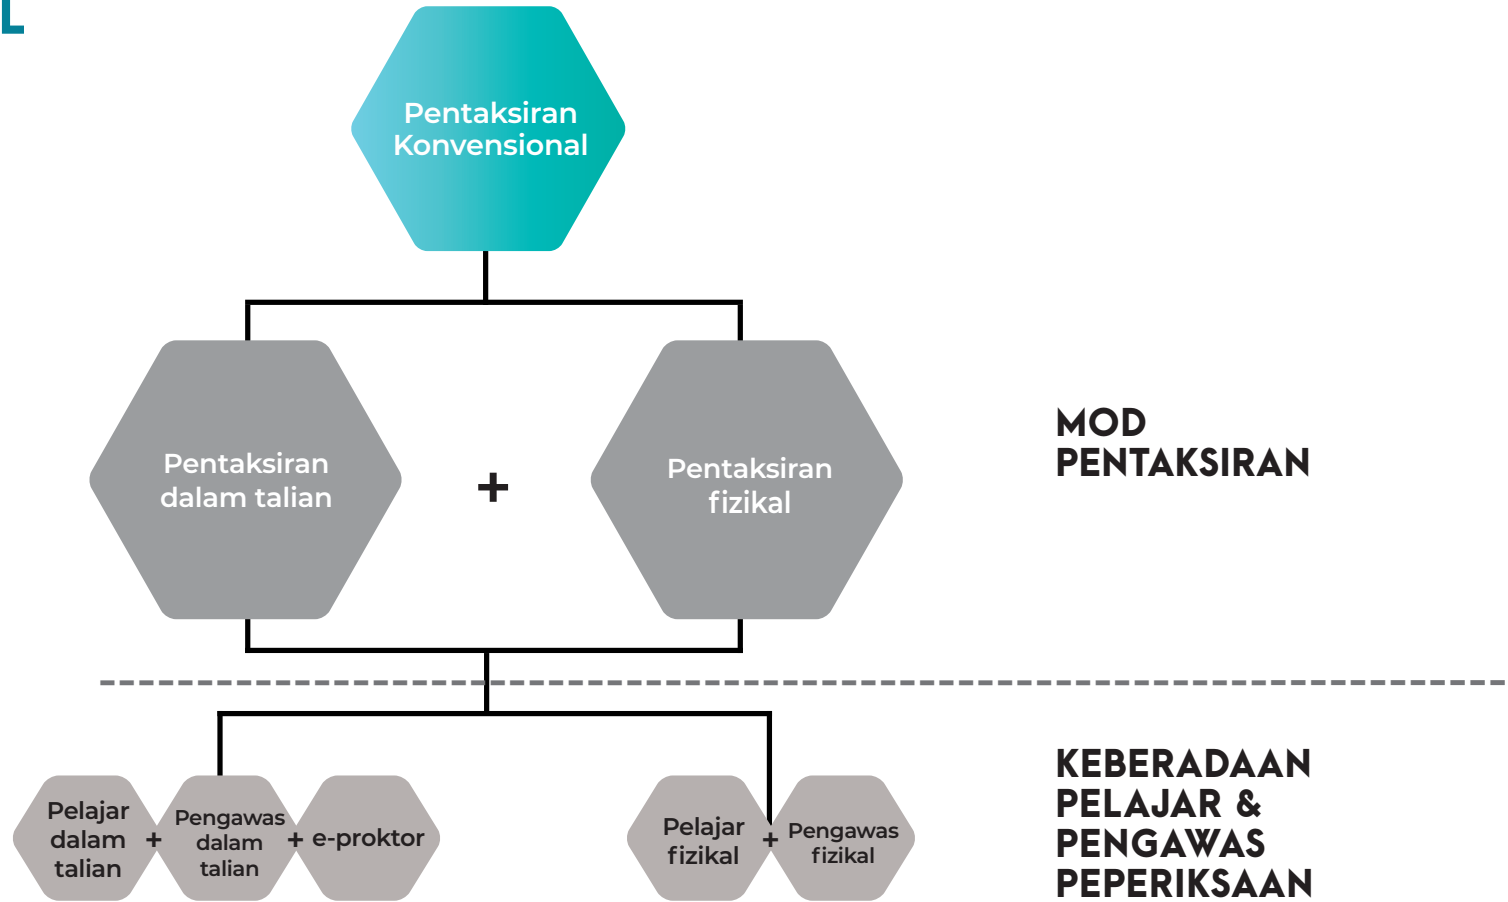 L
Pentaksiran
Konvensional
Pentaksiran
dalam talian
+
Pentaksiran
fizikal
MOD
PENTAKSIRAN
Pelajar
dalam
talian
+
Pengawas
dalam
talian
+
e-proktor
Pelajar
fizikal
+
Pengawas
fizikal
KEBERADAAN
PELAJAR &
PENGAWAS
PEPERIKSAAN